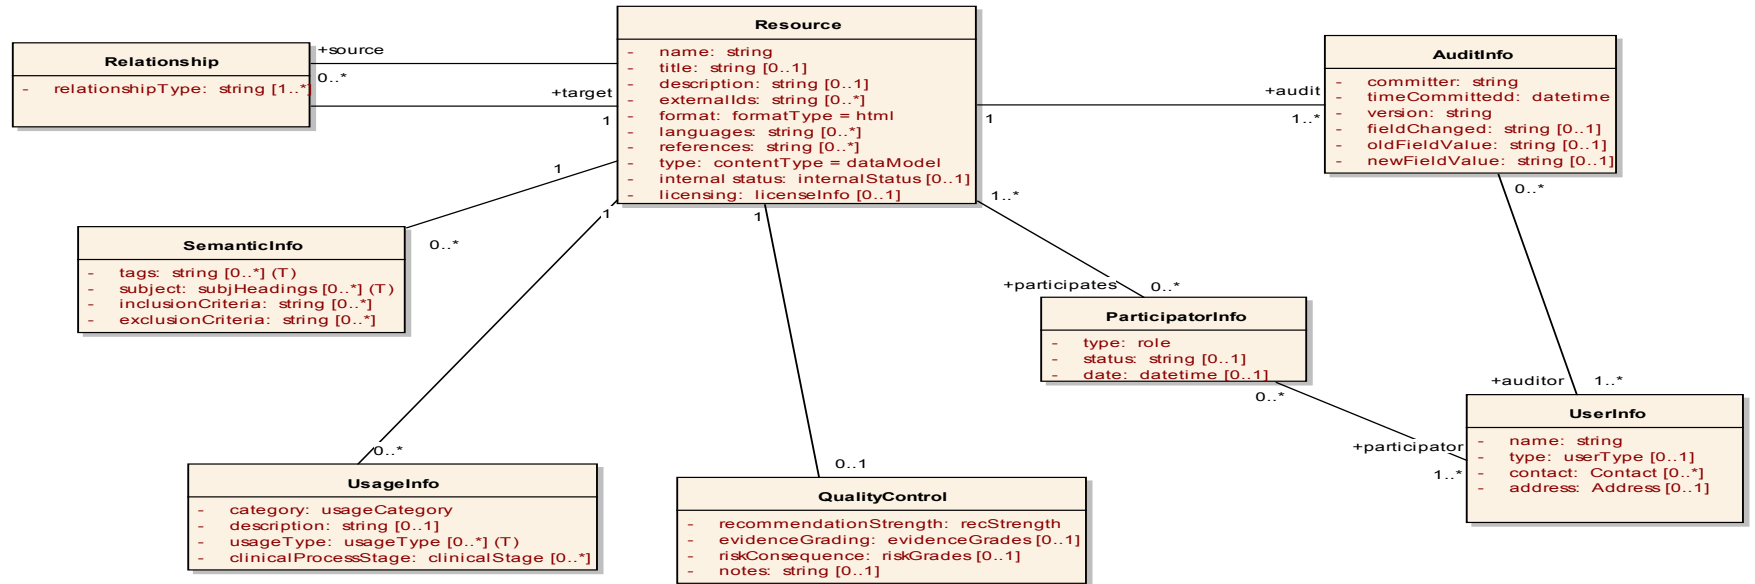 Resource
- name: string
- title: string [0..1]
- description: string [0..1]
- externalIds: string [0..*]
- format: formatType = html
- languages: string [0..*]
- references: string [0..*]
- type: contentType = dataModel
- internal status: internalStatus [0..1]
- licensing: licenseInfo [0..1]
Relationship
- relationshipType: string [1..*]
+source
0..*
+target
1
AuditInfo
- committer: string
- timeCommittedd: datetime
- version: string
- fieldChanged: string [0..1]
- oldFieldValue: string [0..1]
- newFieldValue: string [0..1]
+audit
1
1..*
1
0..*
1
0..*
1
0..1
1..*
+participates
0..*
0..*
+auditor
1..*
SemanticInfo
- tags: string [0..*] (T)
- subject: subjHeadings [0..*] (T)
- inclusionCriteria: string [0..*]
- exclusionCriteria: string [0..*]
ParticipatorInfo
- type: role
- status: string [0..1]
- date: datetime [0..1]
0..*
+participator
1..*
UserInfo
- name: string
- type: userType [0..1]
- contact: Contact [0..*]
- address: Address [0..1]
UsageInfo
- category: usageCategory
- description: string [0..1]
- usageType: usageType [0..*] (T)
- clinicalProcessStage: clinicalStage [0..*]
QualityControl
- recommendationStrength: recStrength
- evidenceGrading: evidenceGrades [0..1]
- riskConsequence: riskGrades [0..1]
- notes: string [0..1]